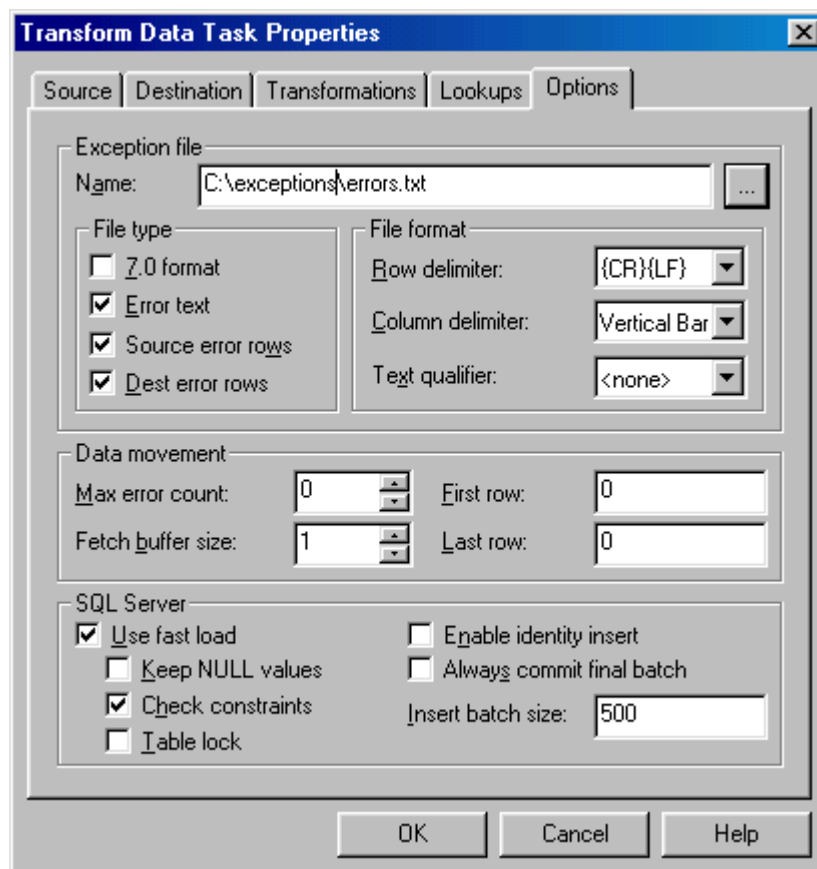 Transform Data Task Properties
Source Destination Transformations Lookups Options
Exception file
Name: C:\exceptions\errors.txt ...
File type
7.0 format
Error text
Source error rows
Dest error rows
File format
Row delimiter: {CR}{LF}
Column delimiter: Vertical Bar
Text qualifier: <none>
Data movement
Max error count: 0 First row: 0
Fetch buffer size: 1 Last row: 0
SQL Server
Use fast load Enable identity insert
Keep NULL values Always commit final batch
Check constraints Insert batch size: 500
Table lock
OK Cancel Help